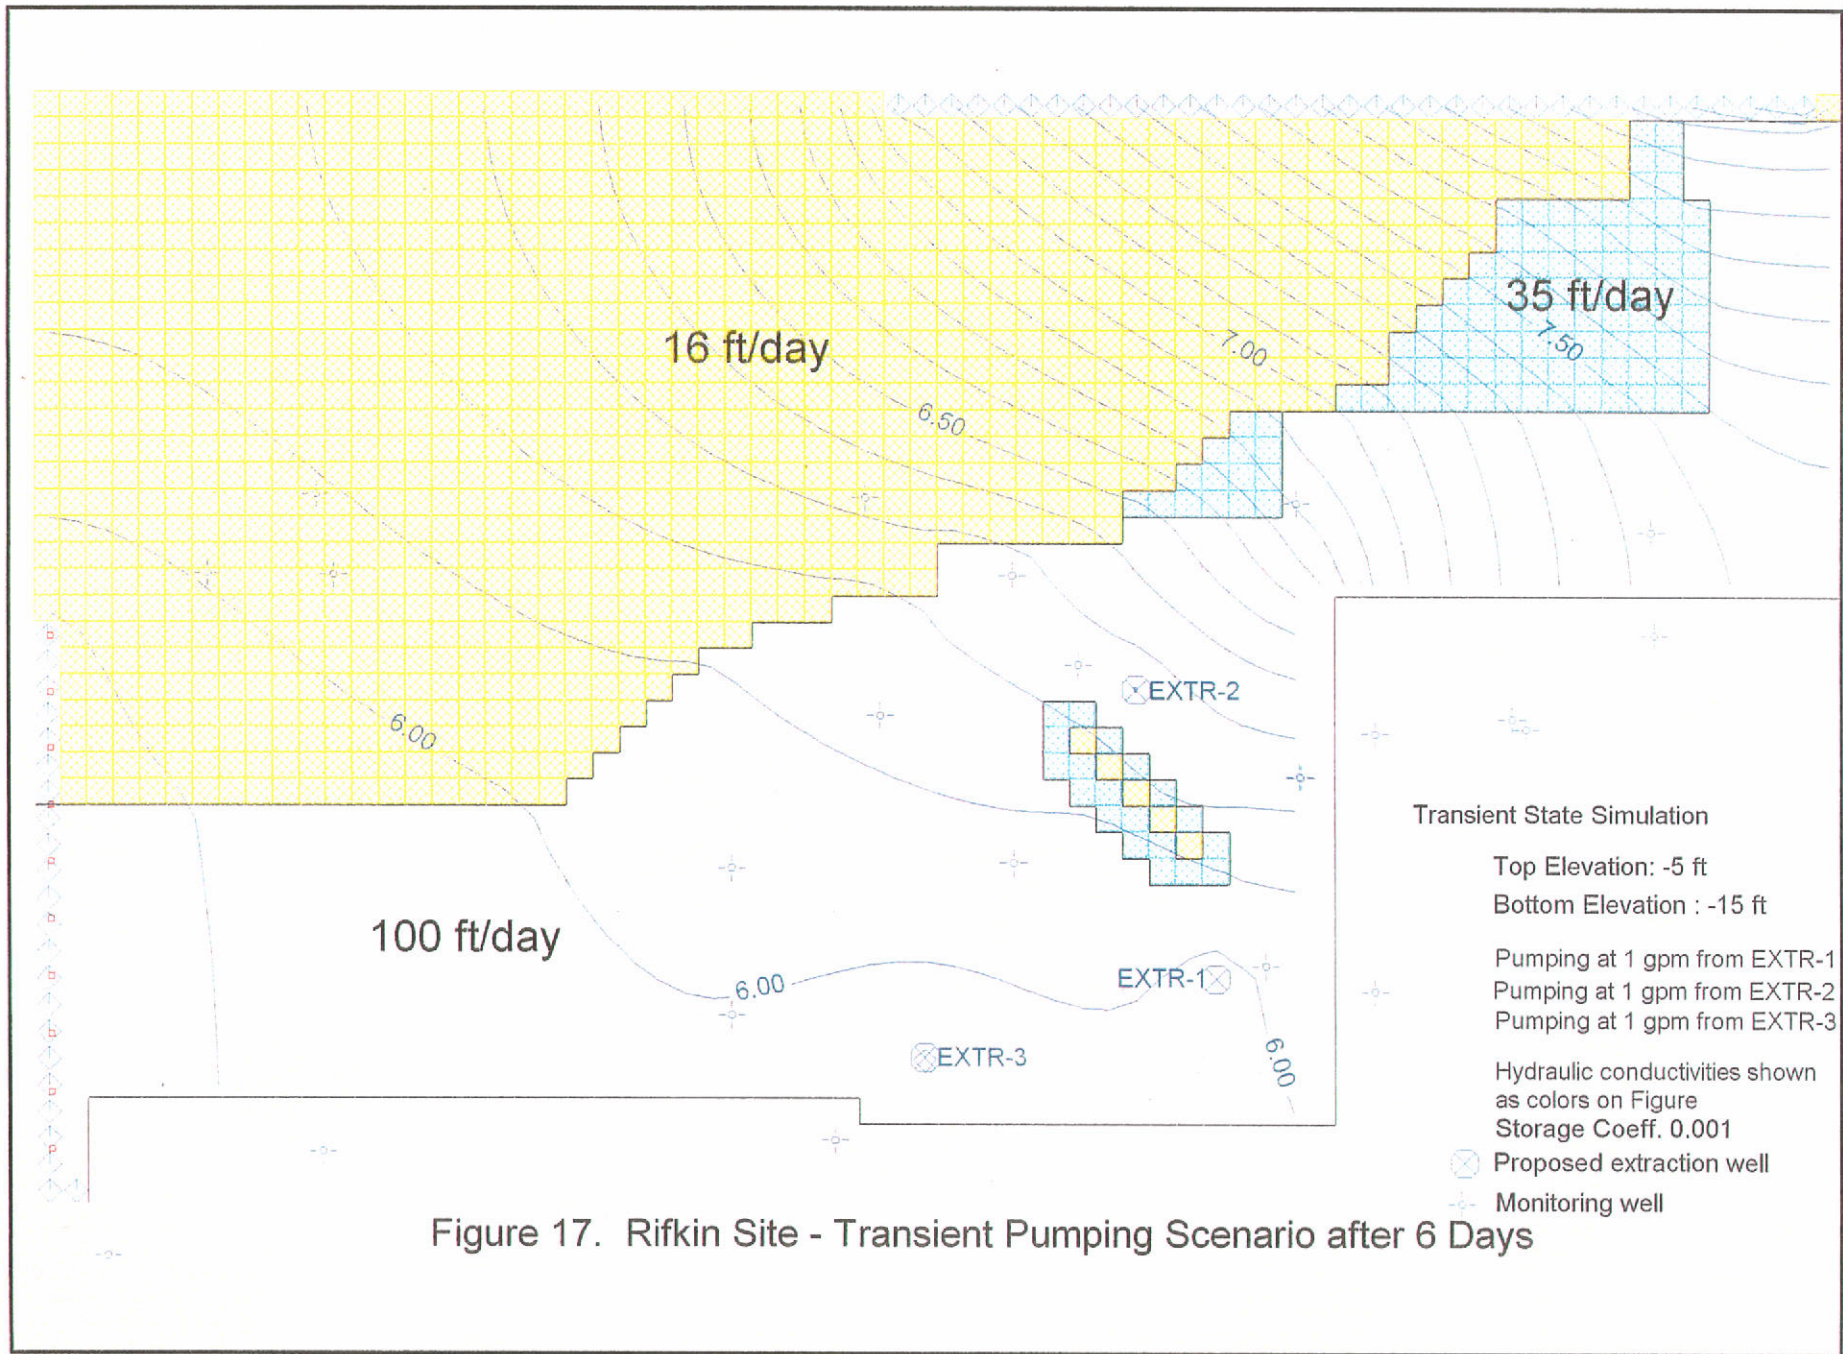 35 ft/day
16 ft/day
7.00
7.50
6.50
EXTR-2
6.00
Transient State Simulation
Top Elevation: -5 ft
Bottom Elevation : -15 ft
100 ft/day
Pumping at 1 gpm from EXTR-1
EXTR-1
6.00
Pumping at 1 gpm from EXTR-2
Pumping at 1 gpm from EXTR-3
EXTR-3
6.00
Hydraulic conductivities shown
as colors on Figure
Storage Coeff. 0.001
Proposed extraction well
Monitoring well
Figure 17. Rifkin Site - Transient Pumping Scenario after 6 Days